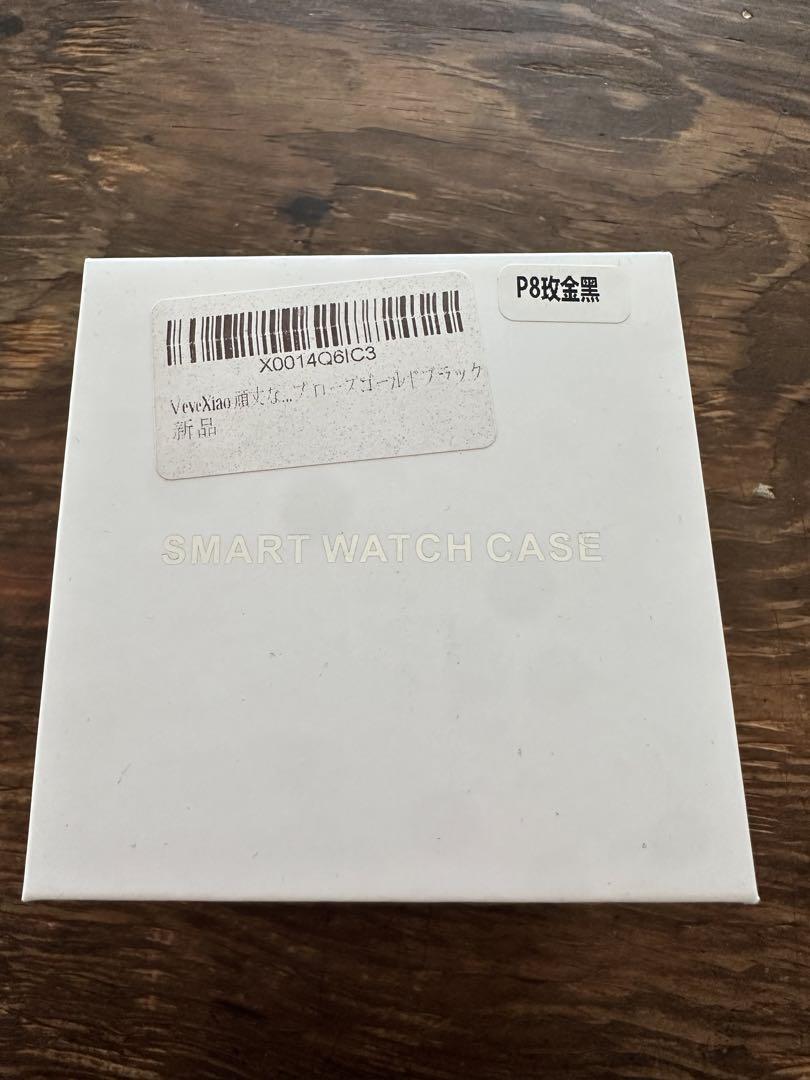 X0014Q6IC3
P8玫金黑
VeveXiao 頑丈な...プ ローズゴールドブラック
新品
SMART WATCH CASE